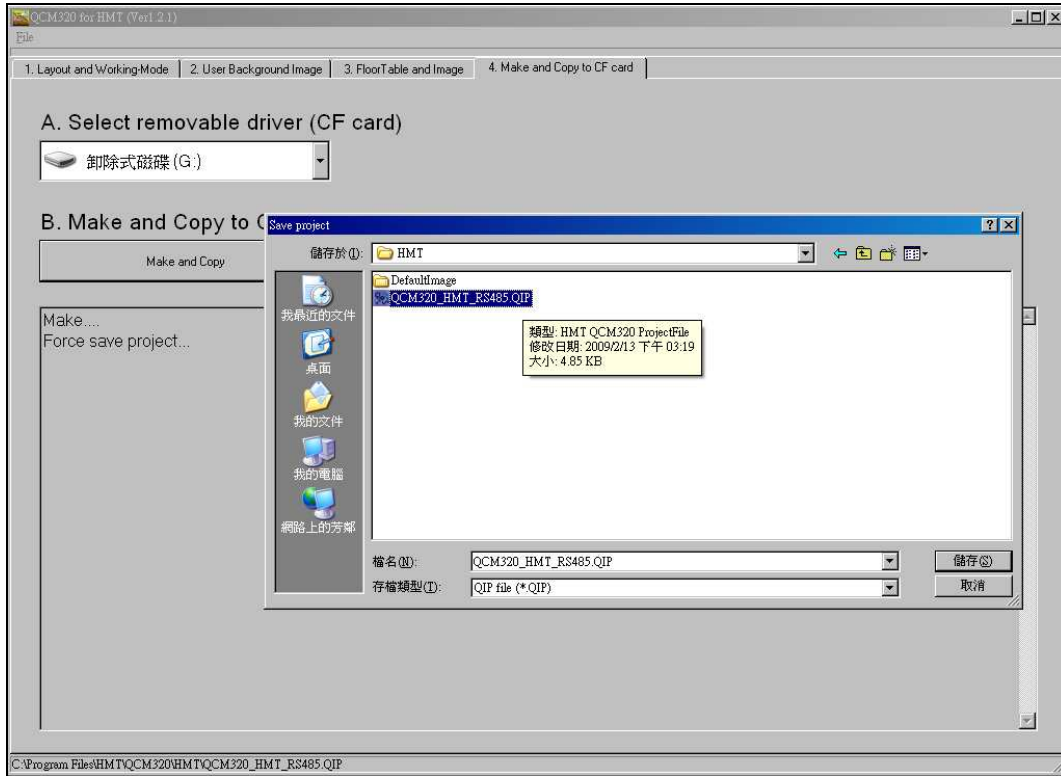 QCM320 for HMT (Ver1.2.1)
File
1. Layout and Working-Mode 2. User Background Image 3. FloorTable and Image 4. Make and Copy to CF card
A. Select removable driver (CF card)
卸除式磁碟 (G:)
B. Make and Copy to
Make and Copy
Make....
Force save project...
Save project
儲存於(I): HMT
我最近的文件
桌面
我的文件
我的電腦
網路上的芳鄰
DefaultImage
QCM320_HMT_RS485.QIP
類型: HMT QCM320 ProjectFile
修改日期: 2009/2/13 下午 03:19
大小: 4.85 KB
檔名(N): QCM320_HMT_RS485.QIP 儲存(S)
存檔類型(T): QIP file (*.QIP) 取消
C:\Program Files\HMT\QCM320\HMT\QCM320_HMT_RS485.QIP